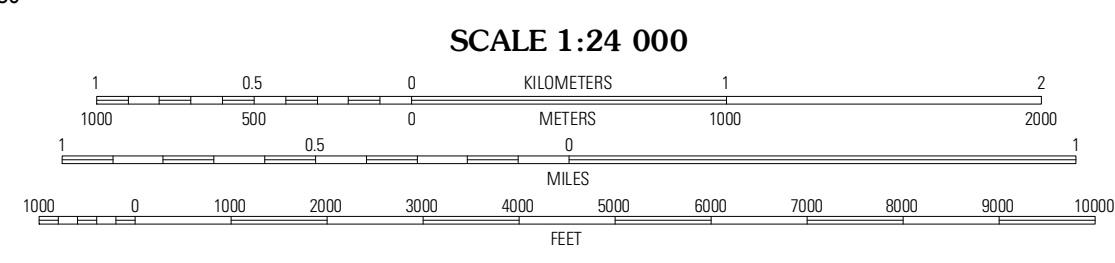 SCALE 1:24 000
1 0.5 0 KILOMETERS 1 2
1000 500 0 METERS 1000 2000
1 0.5 0 1
MILES
1000 0 1000 2000 3000 4000 5000 6000 7000 8000 9000 10000
FEET